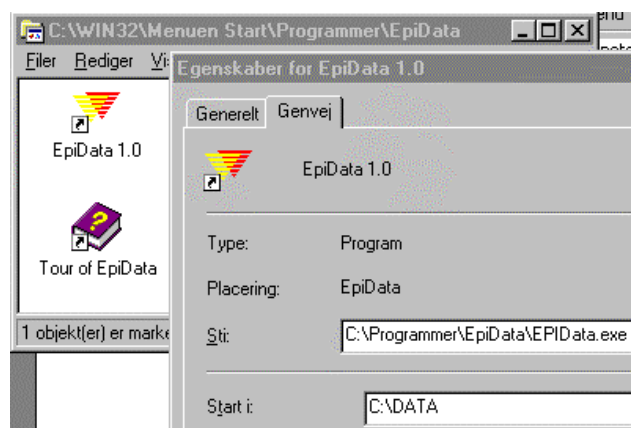 C:\WIN32\Menuen Start\Programmer\EpiData
Filer Rediger
Egenskaber for EpiData 1.0
Generelt Genvej
EpiData 1.0
EpiData 1.0
Tour of EpiData
Type: Program
Placering: EpiData
Sti: C:\Programmer\EpiData\EPIData.exe
1 objekt(er) er marke
Start i: C:\DATA